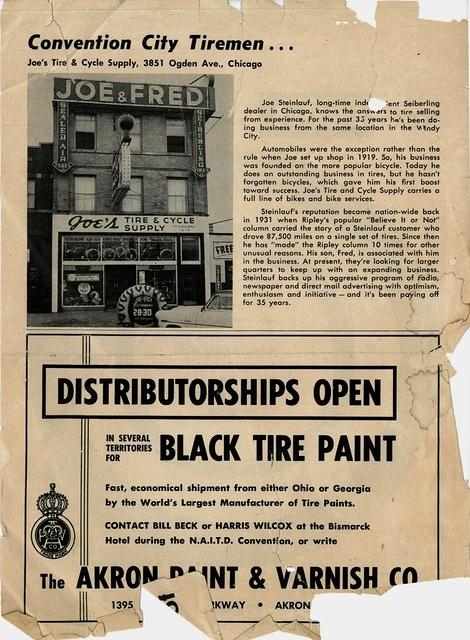 Convention City Tiremen...
Joe's Tire & Cycle Supply, 3851 Ogden Ave., Chicago
JOE & FRED
SEALED AIR
SEIBERLING
Joe's TIRE & CYCLE
SUPPLY
FREE
Joe Steinlauf, long-time Seiberling
dealer in Chicago, knows the answers to tire selling
from experience. For the past 35 years he's been do-
ing business from the same location in the Windy
City.
Automobiles were the exception rather than the
rule when Joe set up shop in 1919. So, his business
was founded on the more popular bicycle. Today he
does an outstanding business in tires, but he hasn't
forgotten bicycles, which gave him his first boost
toward success. Joe's Tire and Cycle Supply carries a
full line of bikes and bike services.
Steinlauf's reputation became nation-wide back
in 1931 when Ripley's popular "Believe It or Not"
column carried the story of a Steinlauf customer who
drove 87,500 miles on a single set of tires. Since then
he has "made" the Ripley column 10 times for other
unusual reasons. His son, Fred, is associated with him
in the business. At present, they're looking for larger
quarters to keep up with an expanding business.
Steinlauf backs up his aggressive program of radio,
newspaper and direct mail advertising with optimism,
enthusiasm and initiative — and it's been paying off
for 35 years.
DISTRIBUTORSHIPS OPEN
IN SEVERAL
TERRITORIES
FOR
BLACK TIRE PAINT
Fast, economical shipment from either Ohio or Georgia
by the World's Largest Manufacturer of Tire Paints.
CONTACT BILL BECK or HARRIS WILCOX at the Bismarck
Hotel during the N.A.I.T.D. Convention, or write
The AKRON PAINT & VARNISH CO
1395 RKWAY • AKRON